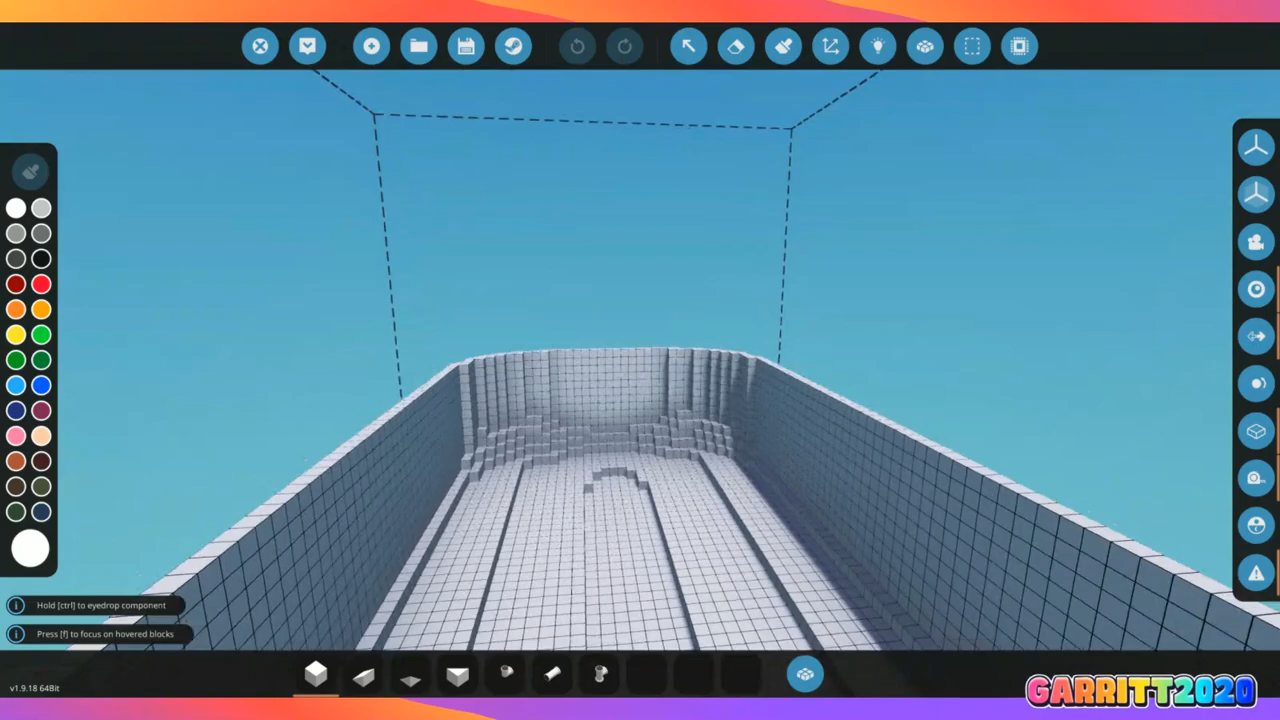 Hold [ctrl] to eyedrop component
Press [f] to focus on hovered blocks
v1.9.18 64Bit
GARRITT2020